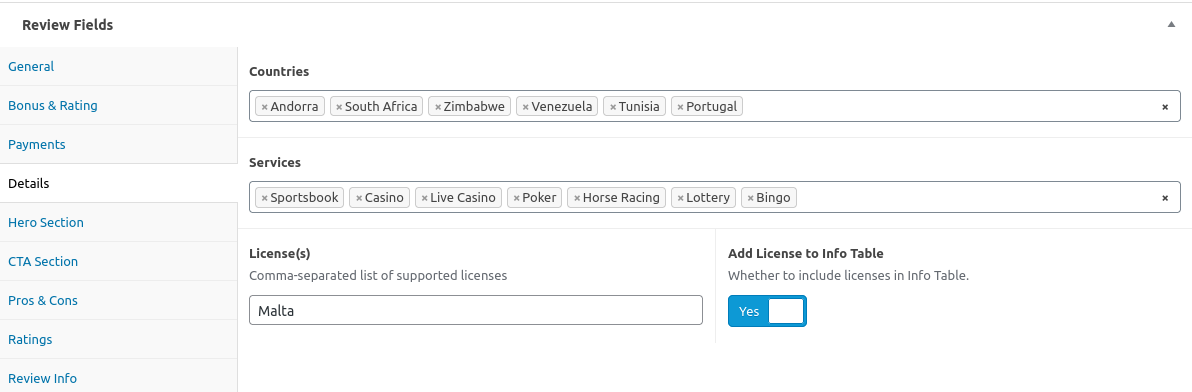 Review Fields
General
Bonus & Rating
Payments
Details
Hero Section
CTA Section
Pros & Cons
Ratings
Review Info
Countries
× Andorra × South Africa × Zimbabwe × Venezuela × Tunisia × Portugal ×
Services
× Sportsbook × Casino × Live Casino × Poker × Horse Racing × Lottery × Bingo ×
License(s)
Comma-separated list of supported licenses
Malta
Add License to Info Table
Whether to include licenses in Info Table.
Yes